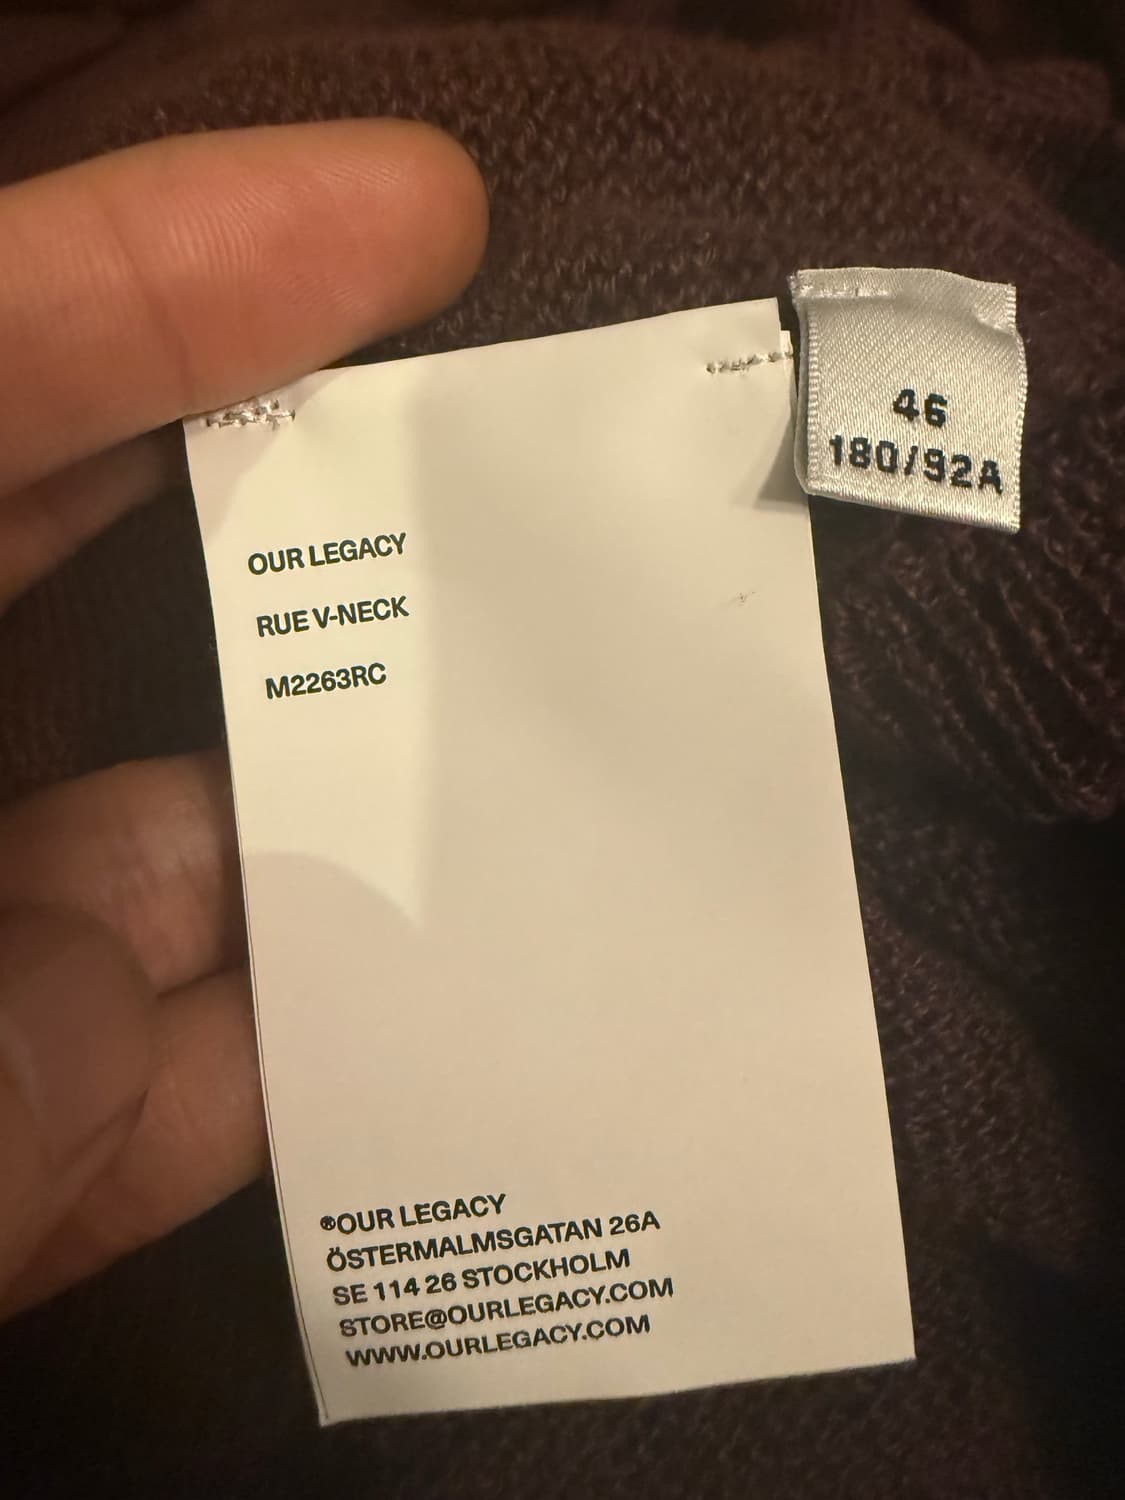 46
180/92A
OUR LEGACY
RUE V-NECK
M2263RC
®OUR LEGACY
ÖSTERMALMSGATAN 26A
SE 114 26 STOCKHOLM
STORE@OURLEGACY.COM
WWW.OURLEGACY.COM